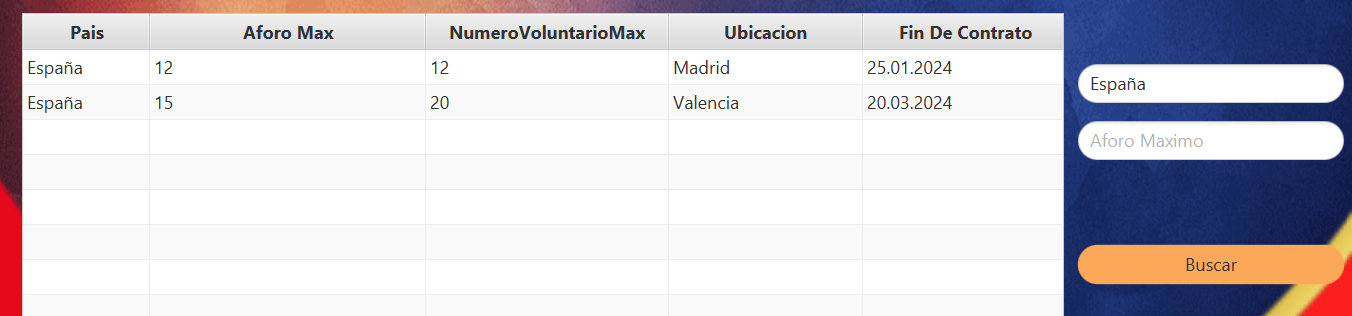 Pais Aforo Max NumeroVoluntarioMax Ubicacion Fin De Contrato
España 12 12 Madrid 25.01.2024
España 15 20 Valencia 20.03.2024
España
Aforo Maximo
Buscar